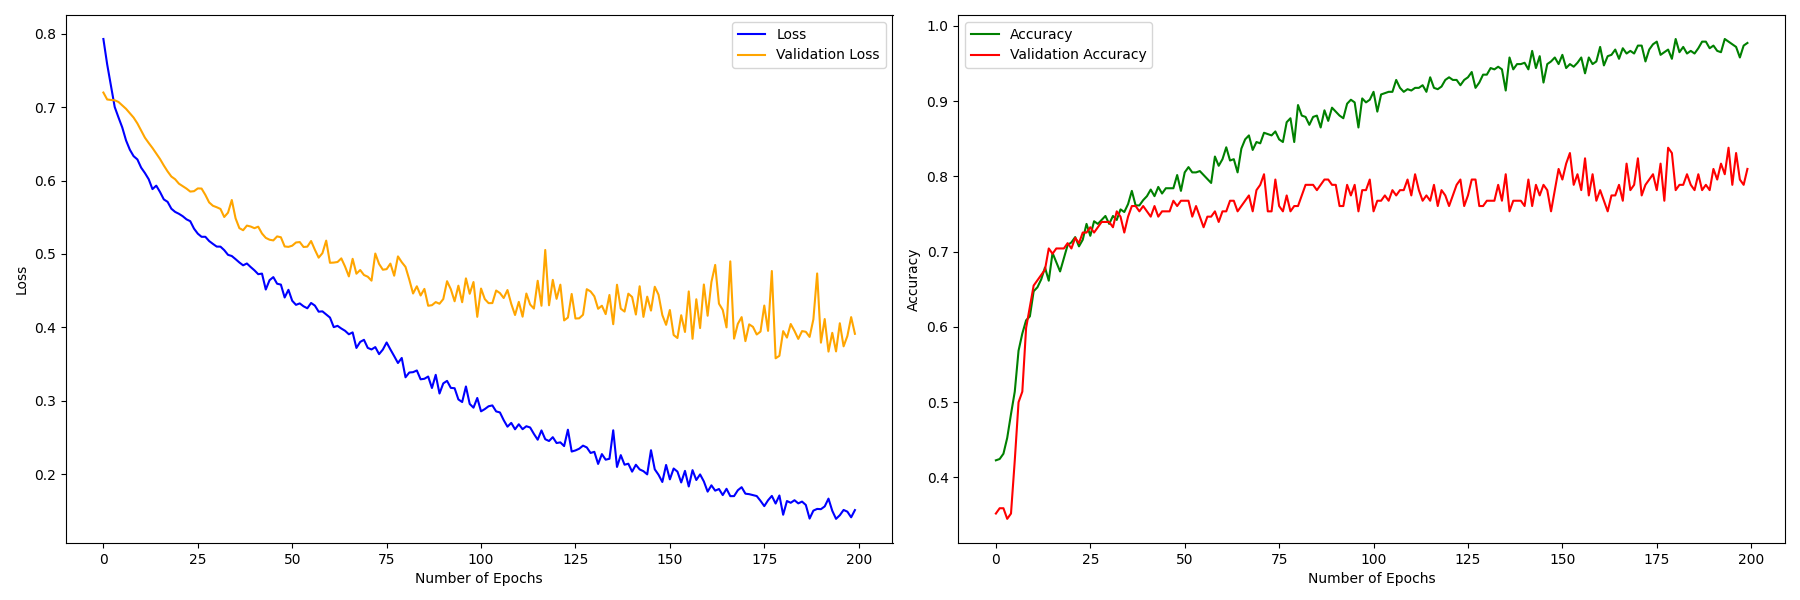 Loss
Validation Loss
0.8
0.7
0.6
0.5
0.4
0.3
0.2
Loss
0 25 50 75 100 125 150 175 200
Number of Epochs
Accuracy
Validation Accuracy
1.0
0.9
0.8
0.7
0.6
0.5
0.4
Accuracy
0 25 50 75 100 125 150 175 200
Number of Epochs